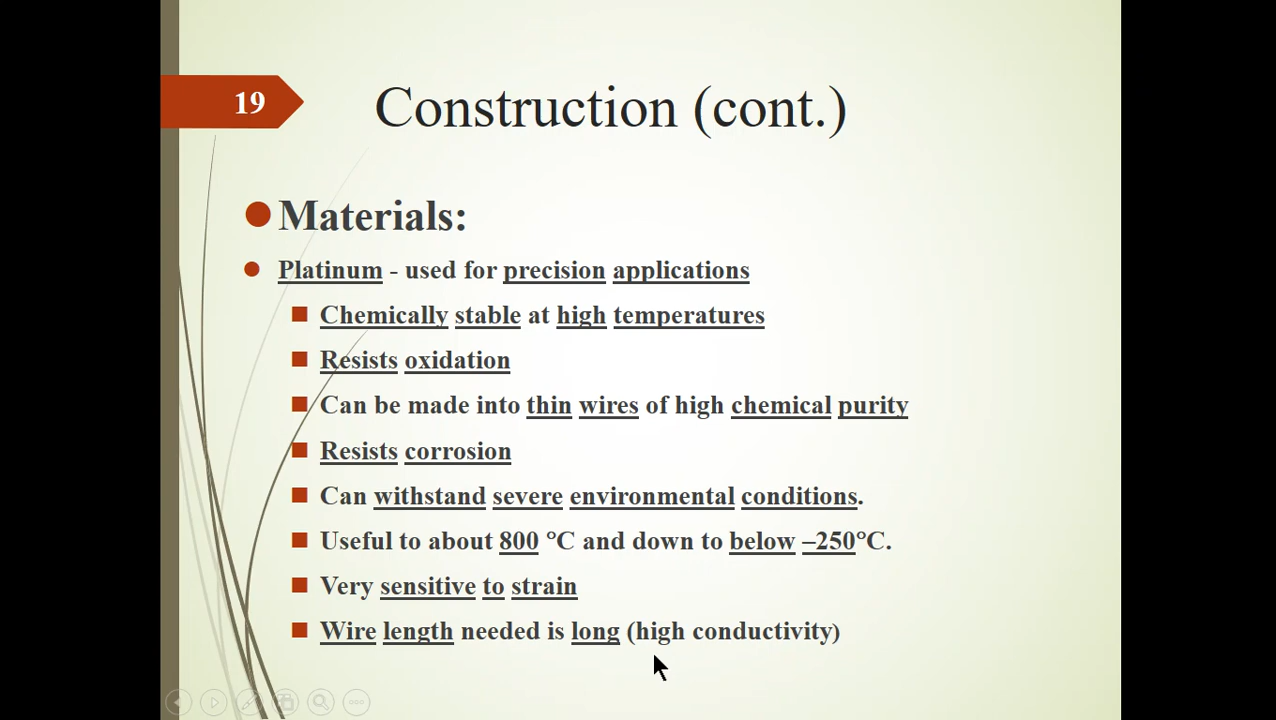 19
Construction (cont.)
Materials:
Platinum - used for precision applications
Chemically stable at high temperatures
Resists oxidation
Can be made into thin wires of high chemical purity
Resists corrosion
Can withstand severe environmental conditions.
Useful to about 800 °C and down to below –250°C.
Very sensitive to strain
Wire length needed is long (high conductivity)